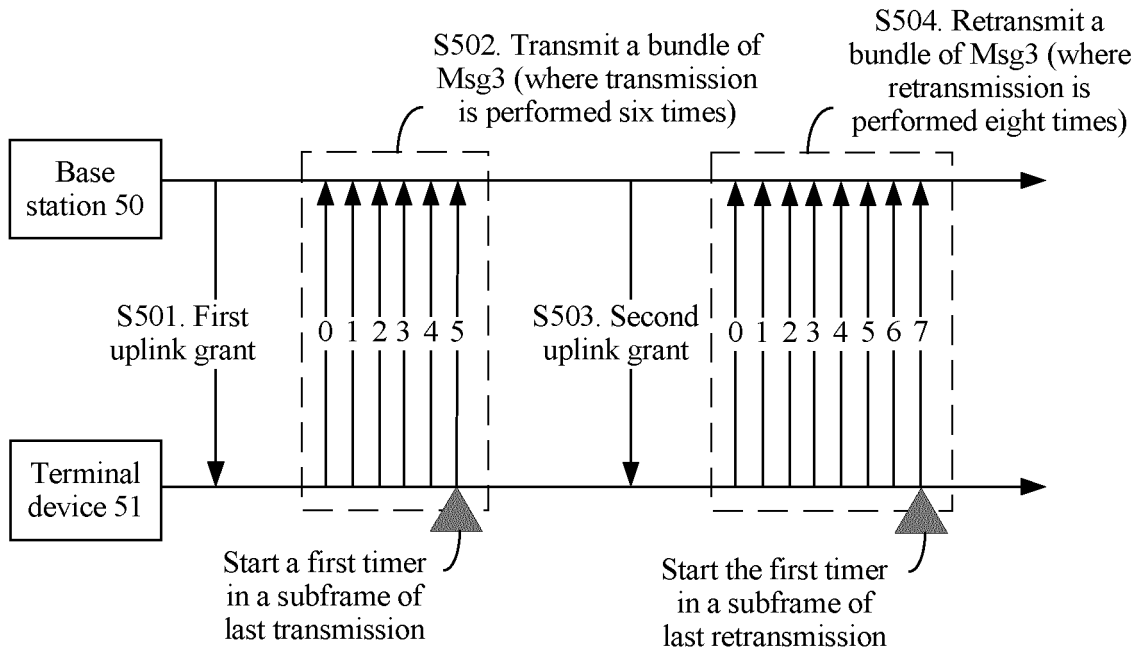 S502. Transmit a bundle of
Msg3 (where transmission
is performed six times)
S504. Retransmit a
bundle of Msg3 (where
retransmission is
performed eight times)
Base
station 50
S501. First
uplink grant
0 1 2 3 4 5
S503. Second
uplink grant
0 1 2 3 4 5 6 7
Terminal
device 51
Start a first timer
in a subframe of
last transmission
Start the first timer
in a subframe of
last retransmission